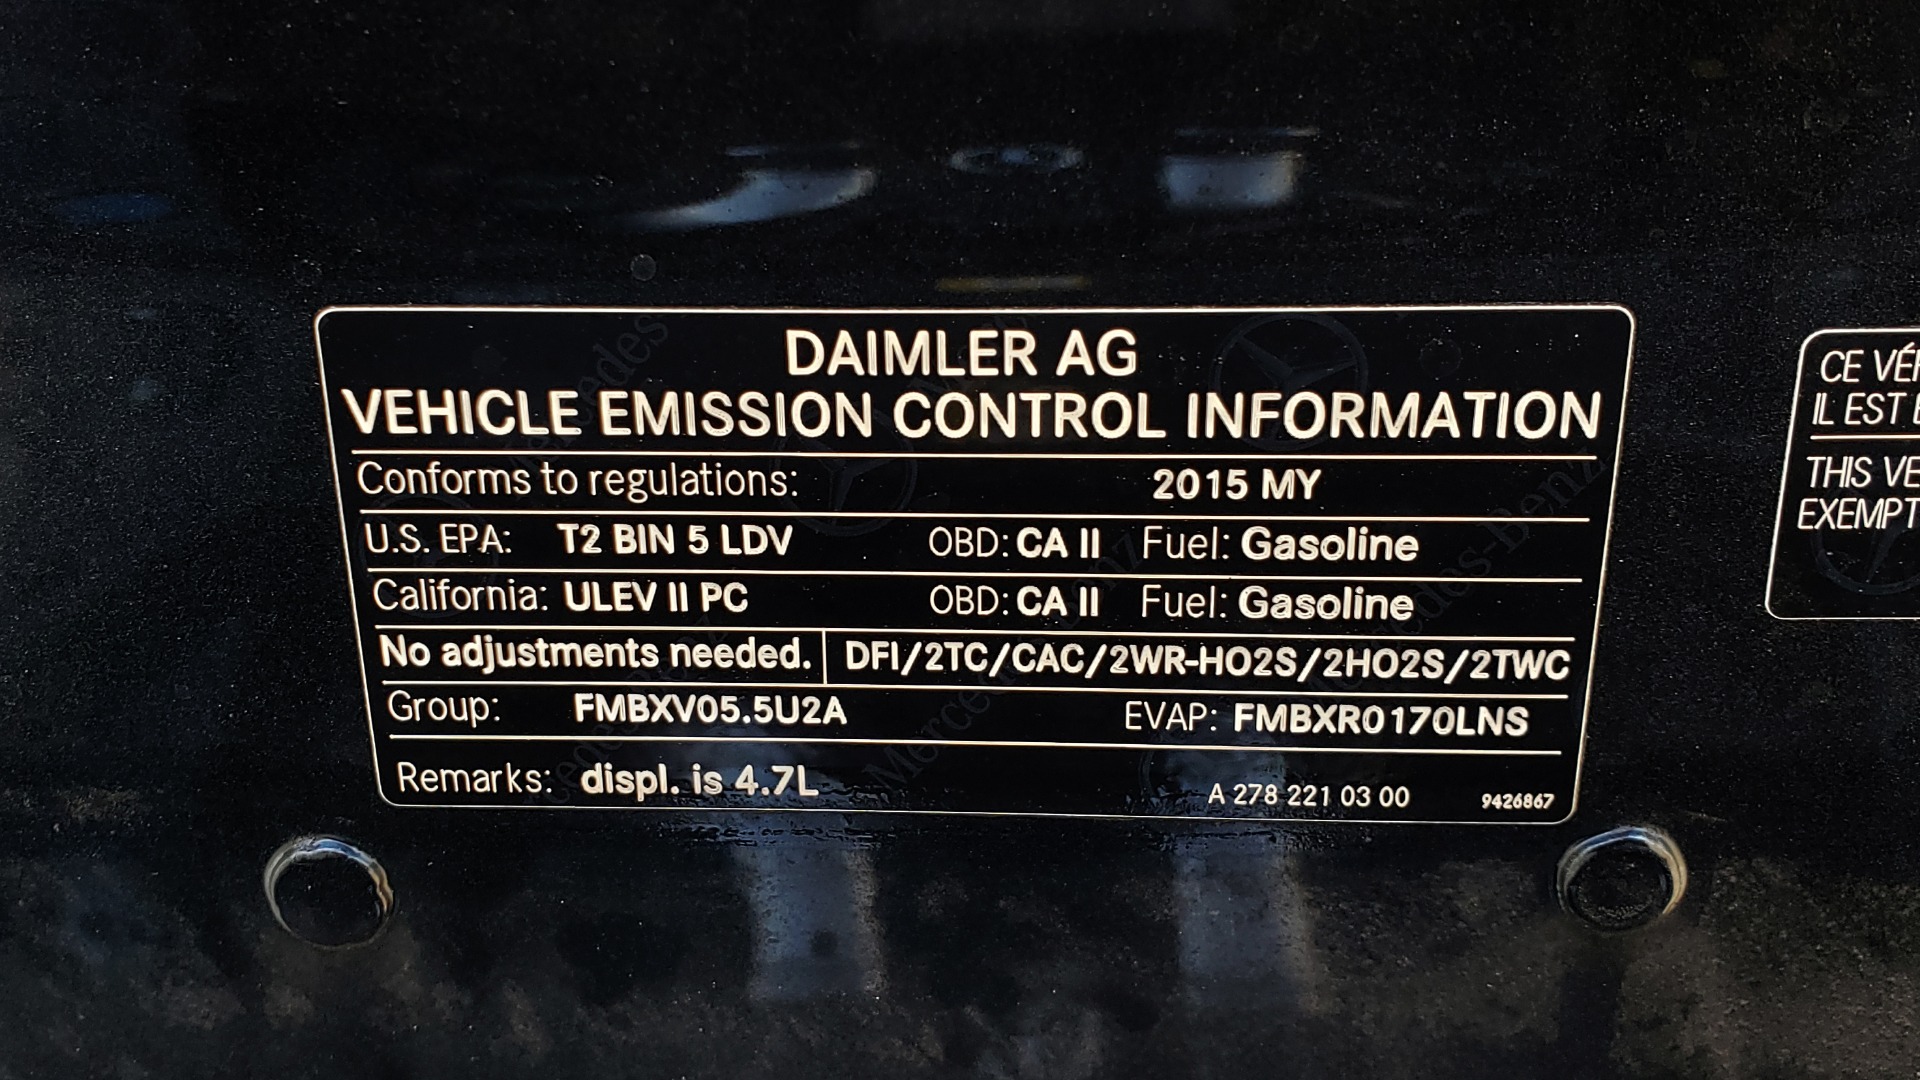 DAIMLER AG
VEHICLE EMISSION CONTROL INFORMATION
Conforms to regulations: 2015 MY
U.S. EPA: T2 BIN 5 LDV OBD: CA II Fuel: Gasoline
California: ULEV II PC OBD: CA II Fuel: Gasoline
No adjustments needed. DFI/2TC/CAC/2WR-HO2S/2HO2S/2TWC
Group: FMBXV05.5U2A EVAP: FMBXR0170LNS
Remarks: displ. is 4.7L A 278 221 03 00 9426867
CE
IL EST
THIS
EXEMPT